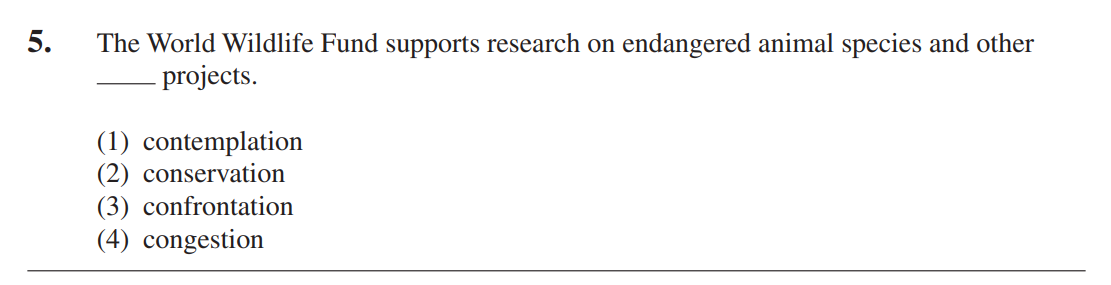 5. The World Wildlife Fund supports research on endangered animal species and other
____ projects.
(1) contemplation
(2) conservation
(3) confrontation
(4) congestion